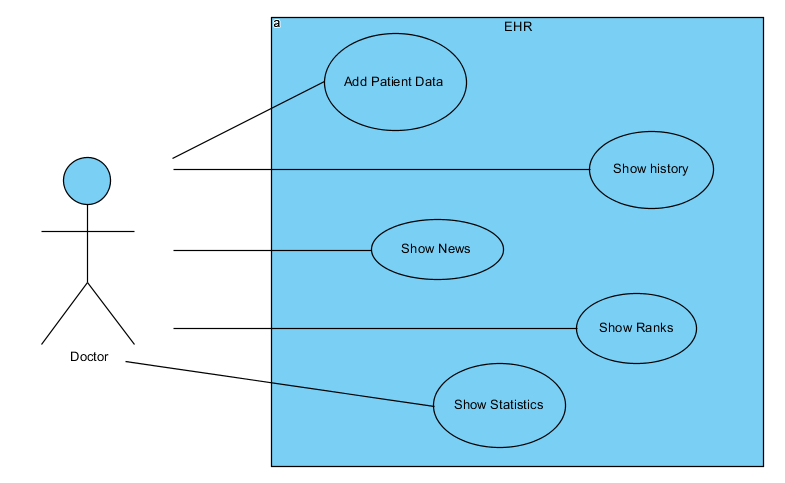 a
EHR
Add Patient Data
Show history
Show News
Show Ranks
Doctor
Show Statistics